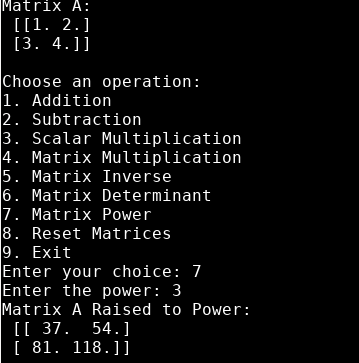 Matrix A:
 [[1. 2.]
 [3. 4.]]
Choose an operation:
1. Addition
2. Subtraction
3. Scalar Multiplication
4. Matrix Multiplication
5. Matrix Inverse
6. Matrix Determinant
7. Matrix Power
8. Reset Matrices
9. Exit
Enter your choice: 7
Enter the power: 3
Matrix A Raised to Power:
 [[ 37.  54.]
 [ 81. 118.]]